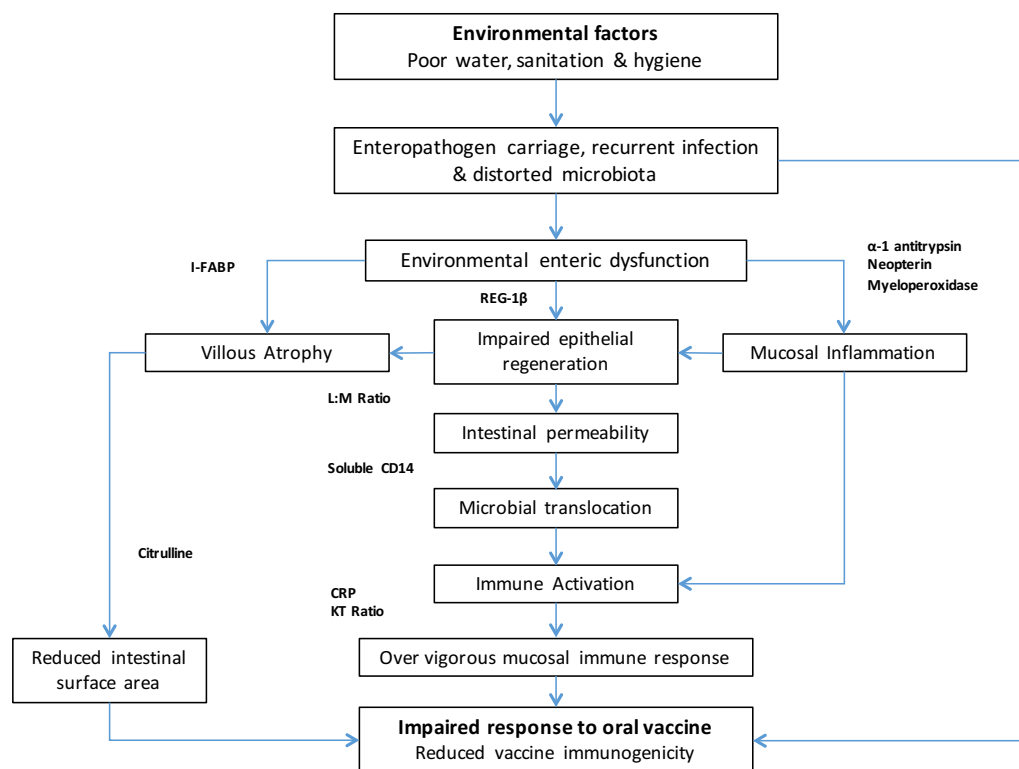 Environmental factors
Poor water, sanitation & hygiene
Enteropathogen carriage, recurrent infection
& distorted microbiota
α-1 antitrypsin
Neopterin
Myeloperoxidase
I-FABP
Environmental enteric dysfunction
REG-1β
Villous Atrophy
Impaired epithelial
regeneration
Mucosal Inflammation
L:M Ratio
Intestinal permeability
Soluble CD14
Microbial translocation
Citrulline
Immune Activation
CRP
KT Ratio
Reduced intestinal
surface area
Over vigorous mucosal immune response
Impaired response to oral vaccine
Reduced vaccine immunogenicity